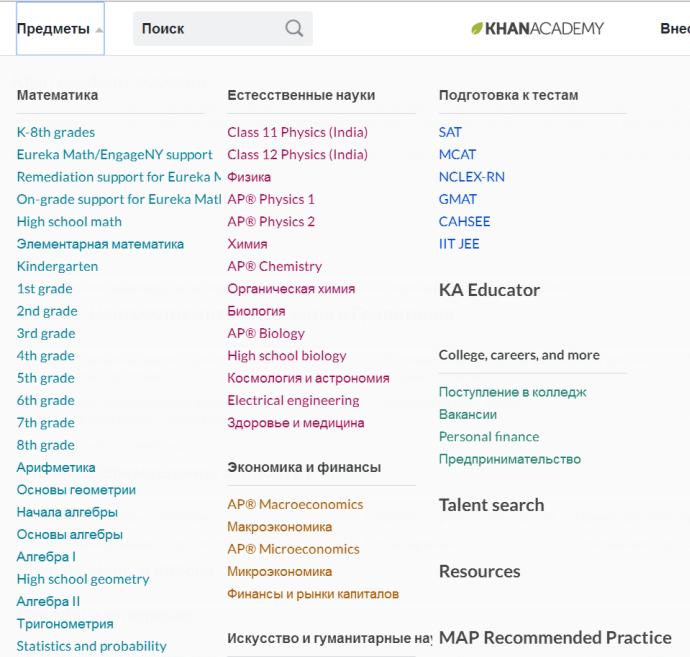 Предметы
Поиск
KHANACADEMY
Внес
Математика
K-8th grades
Eureka Math/EngageNY support
Remediation support for Eureka M
On-grade support for Eureka Matl
High school math
Элементарная математика
Kindergarten
1st grade
2nd grade
3rd grade
4th grade
5th grade
6th grade
7th grade
8th grade
Арифметика
Основы геометрии
Начала алгебры
Основы алгебры
Алгебра I
High school geometry
Алгебра II
Тригонометрия
Statistics and probability
Естесственные науки
Class 11 Physics (India)
Class 12 Physics (India)
Физика
AP® Physics 1
AP® Physics 2
Химия
AP® Chemistry
Органическая химия
Биология
AP® Biology
High school biology
Космология и астрономия
Electrical engineering
Здоровье и медицина
Экономика и финансы
AP® Macroeconomics
Макроэкономика
AP® Microeconomics
Микроэкономика
Финансы и рынки капиталов
Искусство и гуманитарные нау
Подготовка к тестам
SAT
MCAT
NCLEX-RN
GMAT
CAHSEE
IIT JEE
KA Educator
College, careers, and more
Поступление в колледж
Вакансии
Personal finance
Предпринимательство
Talent search
Resources
MAP Recommended Practice